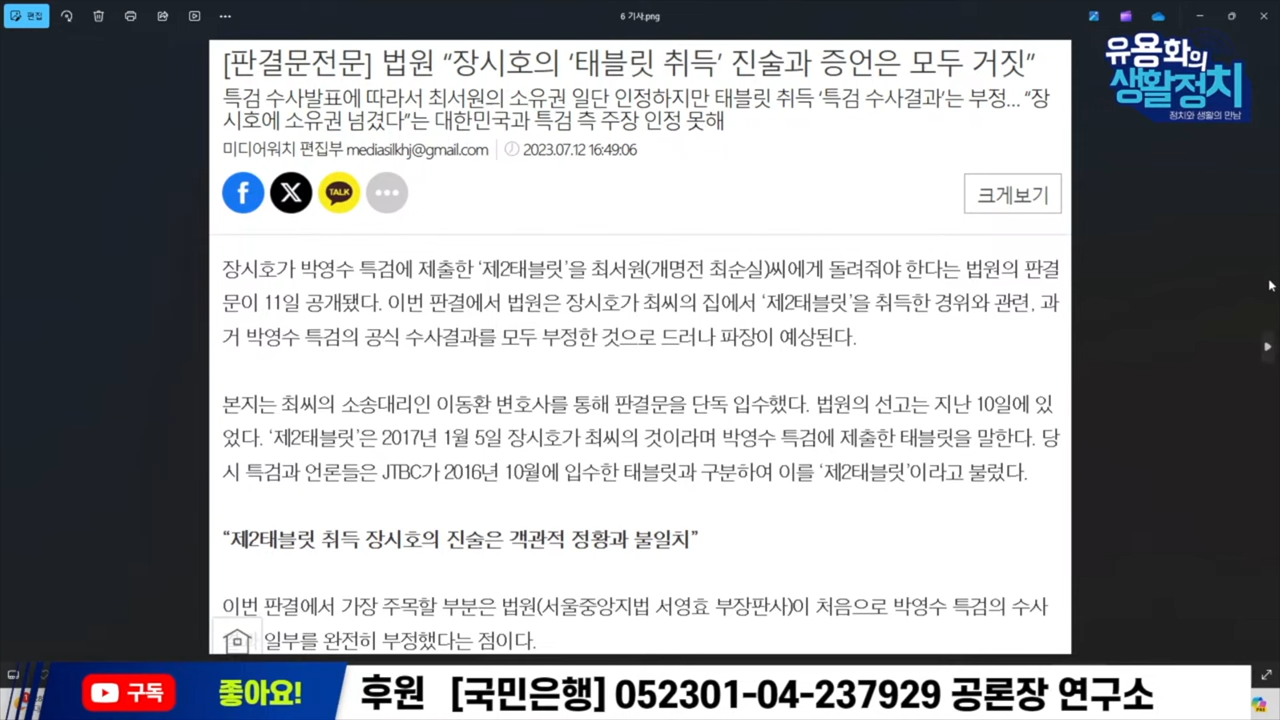 편집
6 기사.png
유용화의
생활정치
정치와 생활의 만남
[판결문전문] 법원 “장시호의 ‘태블릿 취득’ 진술과 증언은 모두 거짓”
특검 수사발표에 따라서 최서원의 소유권 일단 인정하지만 태블릿 취득 ‘특검 수사결과’는 부정... “장
시호에 소유권 넘겼다”는 대한민국과 특검 측 주장 인정 못해
미디어워치 편집부 mediasilkhj@gmail.com 2023.07.12 16:49:06
f X TALK
크게보기
장시호가 박영수 특검에 제출한 ‘제2태블릿’을 최서원(개명전 최순실)씨에게 돌려줘야 한다는 법원의 판결
문이 11일 공개됐다. 이번 판결에서 법원은 장시호가 최씨의 집에서 ‘제2태블릿’을 취득한 경위와 관련, 과
거 박영수 특검의 공식 수사결과를 모두 부정한 것으로 드러나 파장이 예상된다.
본지는 최씨의 소송대리인 이동환 변호사를 통해 판결문을 단독 입수했다. 법원의 선고는 지난 10일에 있
었다. ‘제2태블릿’은 2017년 1월 5일 장시호가 최씨의 것이라며 박영수 특검에 제출한 태블릿을 말한다. 당
시 특검과 언론들은 JTBC가 2016년 10월에 입수한 태블릿과 구분하여 이를 ‘제2태블릿’이라고 불렀다.
“제2태블릿 취득 장시호의 진술은 객관적 정황과 불일치”
이번 판결에서 가장 주목할 부분은 법원(서울중앙지법 서영효 부장판사)이 처음으로 박영수 특검의 수사
일부를 완전히 부정했다는 점이다.
구독 좋아요! 후원 [국민은행] 052301-04-237929 공론장 연구소